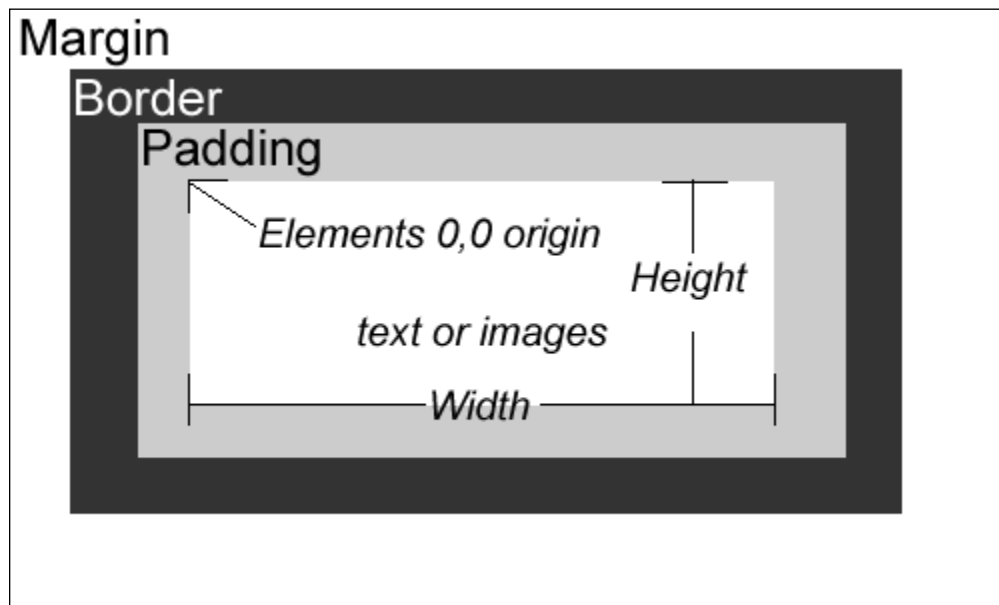 Margin
Border
Padding
Elements 0,0 origin
Height
text or images
Width